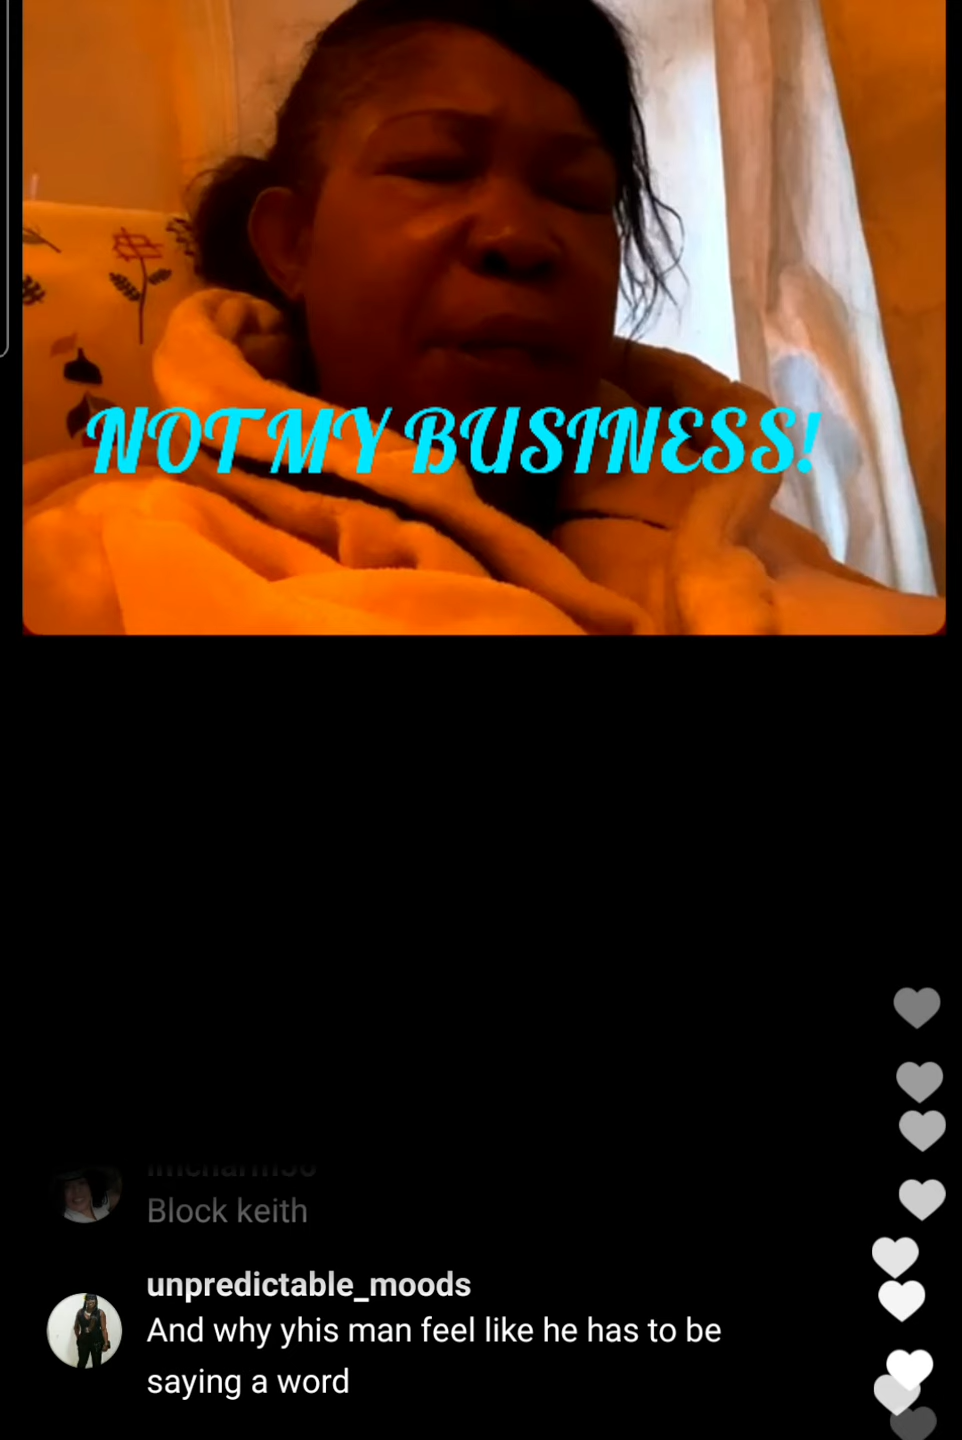 NOT MY BUSINESS!
Block keith
unpredictable_moods
And why yhis man feel like he has to be
saying a word